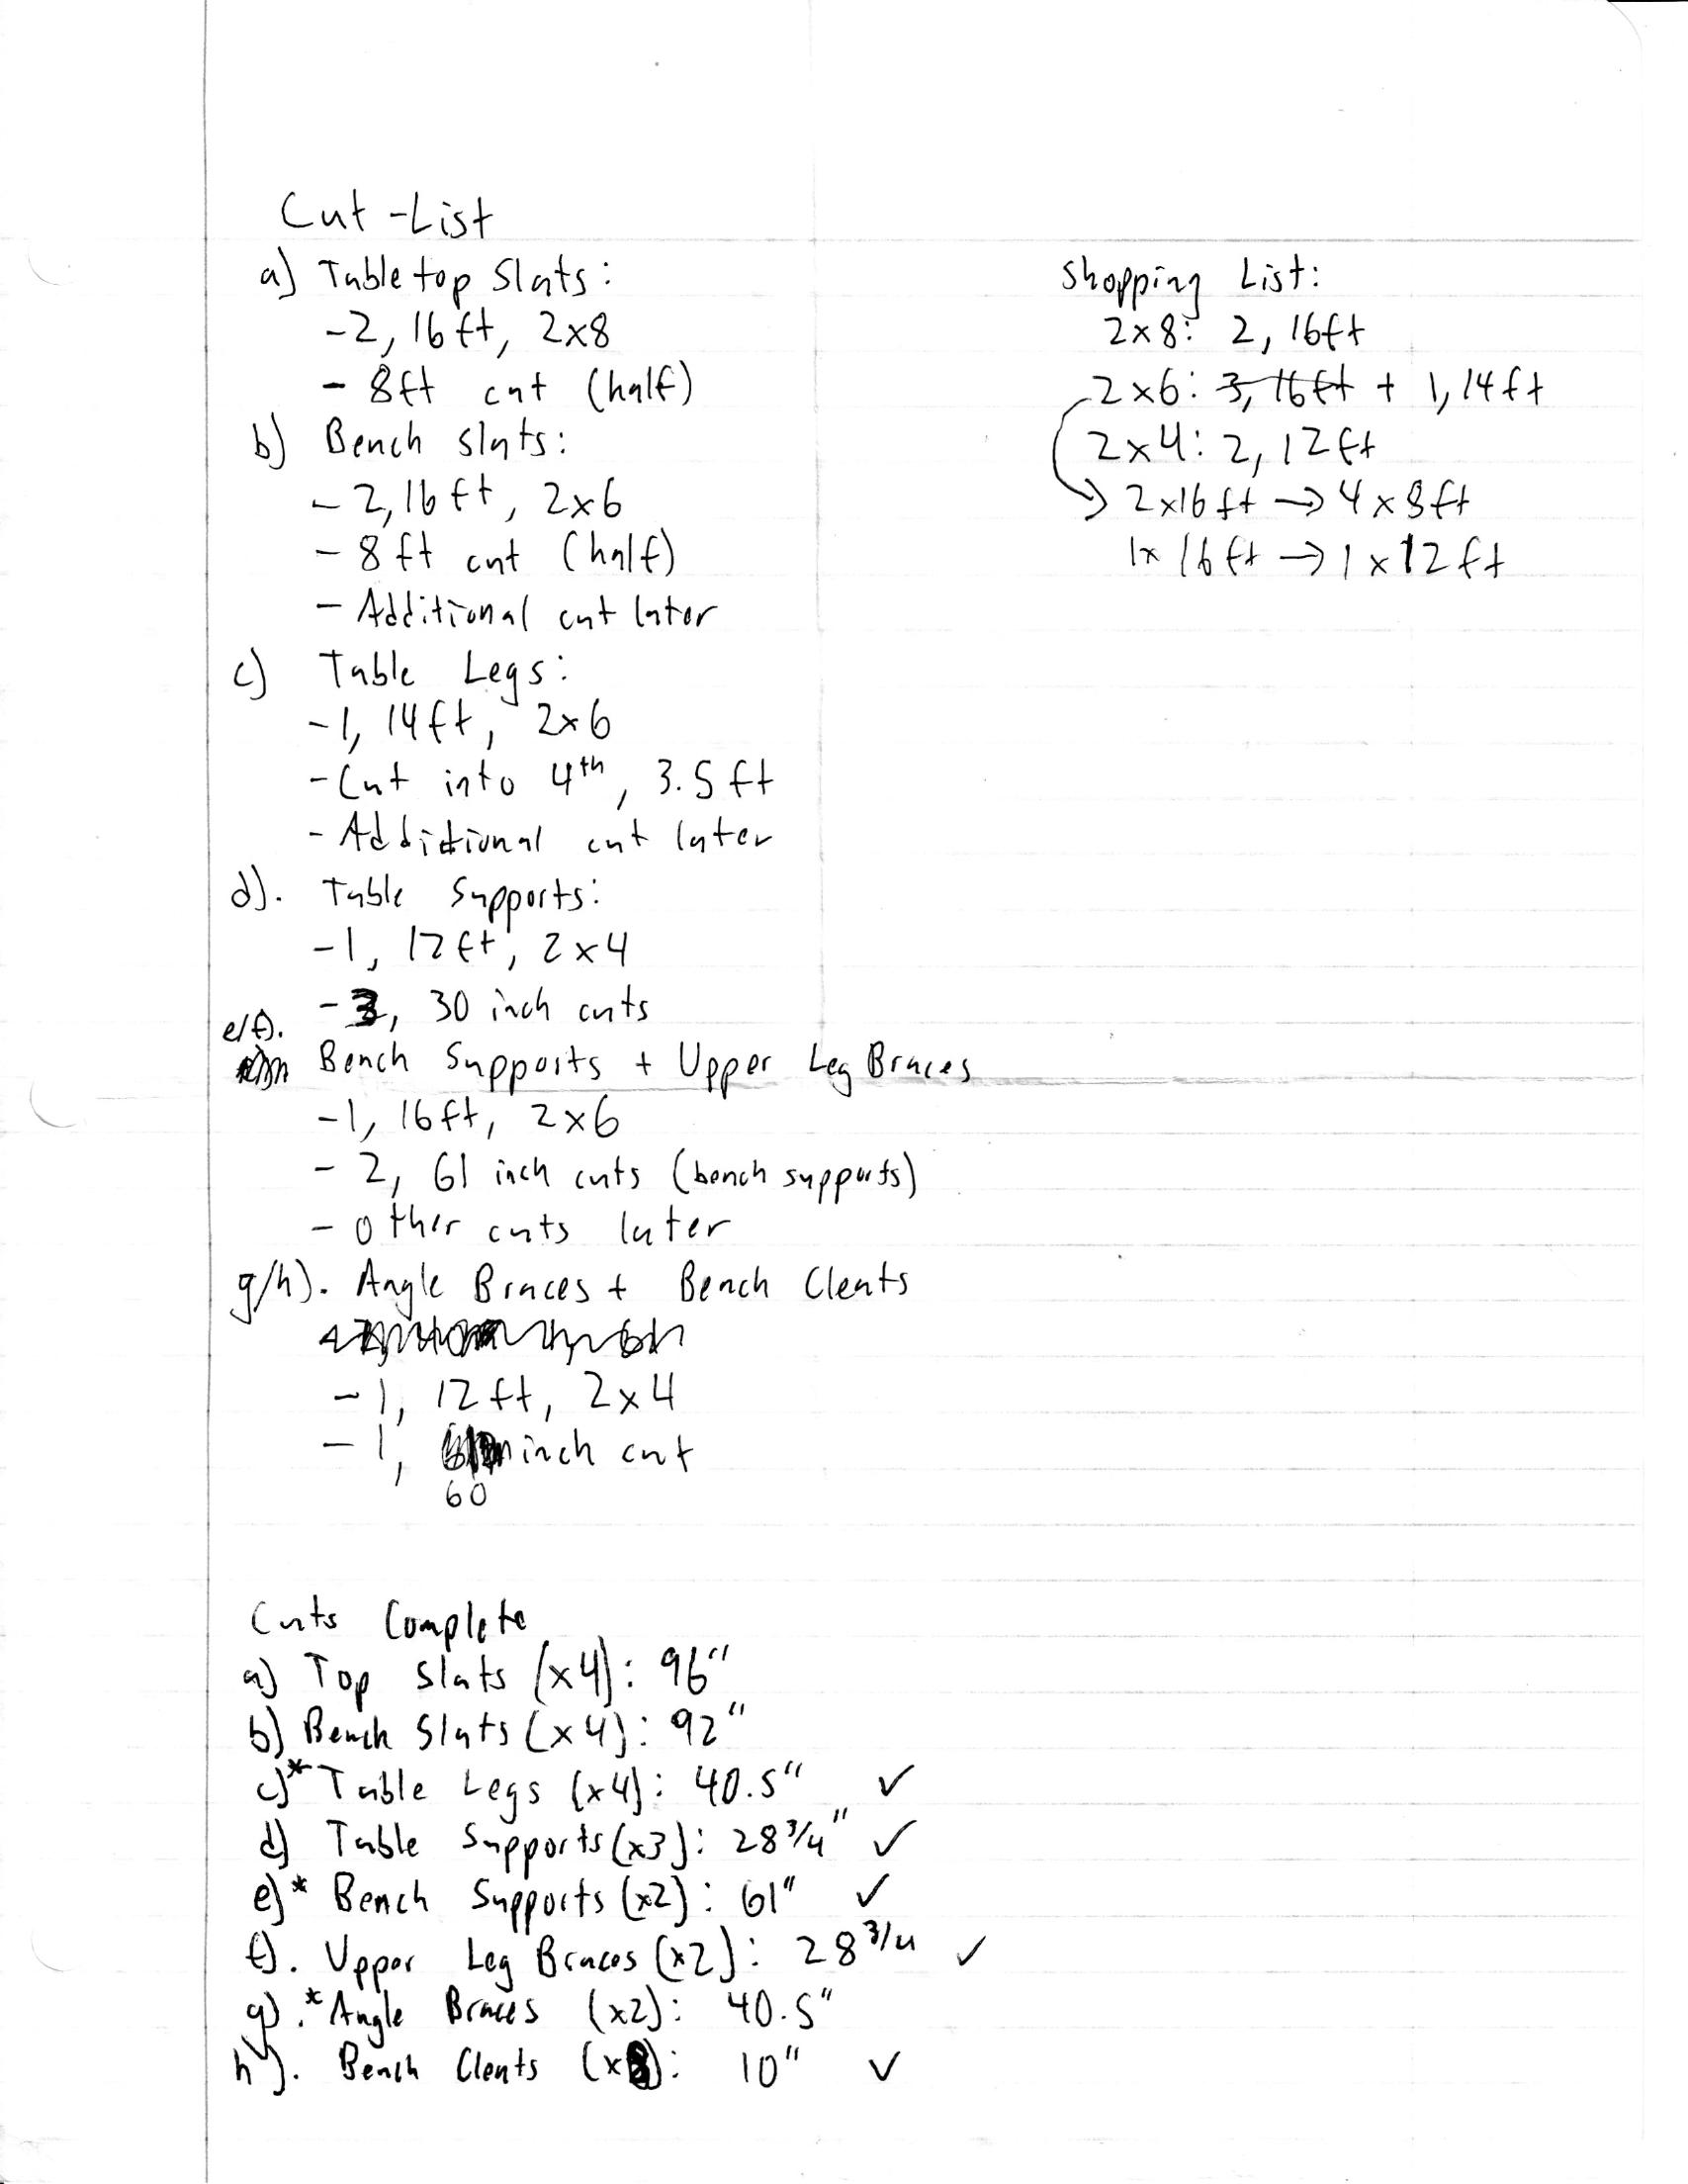 Cut-List
a) Tabletop Slats:
-2, 16ft, 2x8
- 8ft cut (half)
b) Bench slats:
- 2, 16ft, 2x6
- 8ft cut (half)
- Additional cut later
c) Table Legs:
-1, 14ft, 2x6
-Cut into 4th, 3.5ft
- Additional cut later
d). Table Supports:
-1, 12ft, 2x4
-3, 30 inch cuts
e/f). Bench Supports + Upper Leg Braces
-1, 16ft, 2x6
- 2, 61 inch cuts (bench supports)
- other cuts later
g/h). Angle Braces + Bench Cleats
-1, 12ft, 2x4
-1, 60 inch cut
Shopping List:
2x8: 2, 16ft
2x6: 3, 16ft + 1, 14ft
2x4: 2, 12ft
2x16ft → 4x8ft
1x16ft → 1x12ft
Cuts Complete
a) Top Slats (x4): 96"
b) Bench Slats (x4): 92"
c)* Table Legs (x4): 40.5" ✓
d) Table Supports (x3): 28 3/4" ✓
e)* Bench Supports (x2): 61" ✓
f). Upper Leg Braces (x2): 28 3/4 ✓
g).* Angle Braces (x2): 40.5"
h). Bench Cleats (x8): 10" ✓